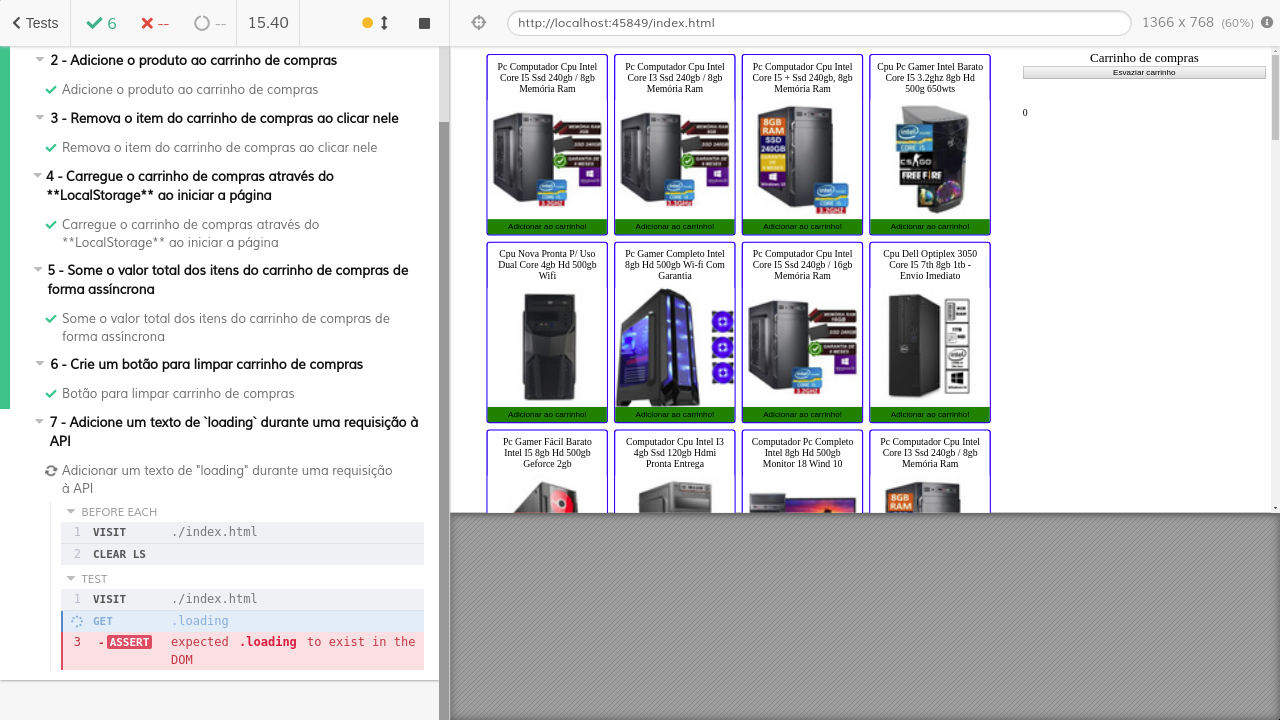 Tests
6
--
--
15.40
http://localhost:45849/index.html
1366 x 768 (60%)
2 - Adicione o produto ao carrinho de compras
Adicione o produto ao carrinho de compras
3 - Remova o item do carrinho de compras ao clicar nele
Remova o item do carrinho de compras ao clicar nele
4 - Carregue o carrinho de compras através do
**LocalStorage** ao iniciar a página
Carregue o carrinho de compras através do
**LocalStorage** ao iniciar a página
5 - Some o valor total dos itens do carrinho de compras de
forma assíncrona
Some o valor total dos itens do carrinho de compras de
forma assíncrona
6 - Crie um botão para limpar carrinho de compras
Botão para limpar carrinho de compras
7 - Adicione um texto de `loading` durante uma requisição à
API
Adicionar um texto de "loading" durante uma requisição
à API
BEFORE EACH
1 VISIT ./index.html
2 CLEAR LS
TEST
1 VISIT ./index.html
GET .loading
3 -ASSERT expected .loading to exist in the
DOM
Pc Computador Cpu Intel
Core I5 Ssd 240gb / 8gb
Memória Ram
Adicionar ao carrinho!
Pc Computador Cpu Intel
Core I3 Ssd 240gb / 8gb
Memória Ram
Adicionar ao carrinho!
Pc Computador Cpu Intel
Core I5 + Ssd 240gb, 8gb
Memória Ram
8GB
RAM
SSD
240GB
Adicionar ao carrinho!
Cpu Pc Gamer Intel Barato
Core I5 3.2ghz 8gb Hd
500g 650wts
intel
CORE i5
CS:GO
FREE FIRE
Adicionar ao carrinho!
Cpu Nova Pronta P/ Uso
Dual Core 4gb Hd 500gb
Wifi
Adicionar ao carrinho!
Pc Gamer Completo Intel
8gb Hd 500gb Wi-fi Com
Garantia
Adicionar ao carrinho!
Pc Computador Cpu Intel
Core I5 Ssd 240gb / 16gb
Memória Ram
Adicionar ao carrinho!
Cpu Dell Optiplex 3050
Core I5 7th 8gb 1tb -
Envio Imediato
Adicionar ao carrinho!
Pc Gamer Fácil Barato
Intel I5 8gb Hd 500gb
Geforce 2gb
Computador Cpu Intel I3
4gb Ssd 120gb Hdmi
Pronta Entrega
Computador Pc Completo
Intel 8gb Hd 500gb
Monitor 18 Wind 10
Pc Computador Cpu Intel
Core I3 Ssd 240gb / 8gb
Memória Ram
8GB
RAM
Carrinho de compras
Esvaziar carrinho
0